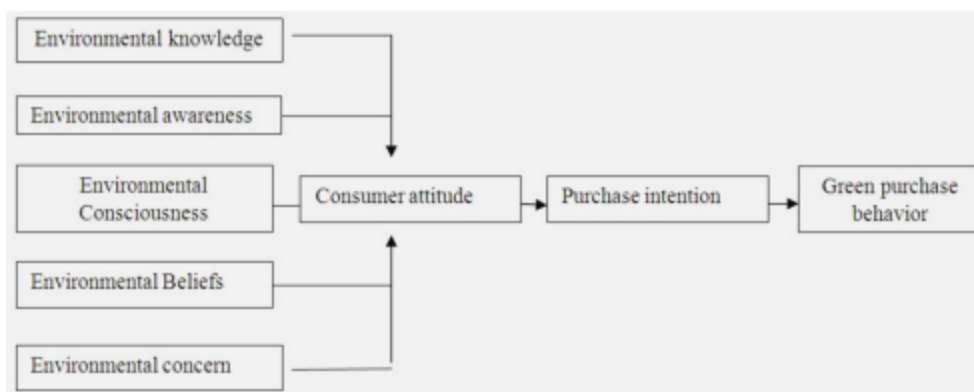 Environmental knowledge
Environmental awareness
Environmental
Consciousness
Consumer attitude
Purchase intention
Green purchase
behavior
Environmental Beliefs
Environmental concern